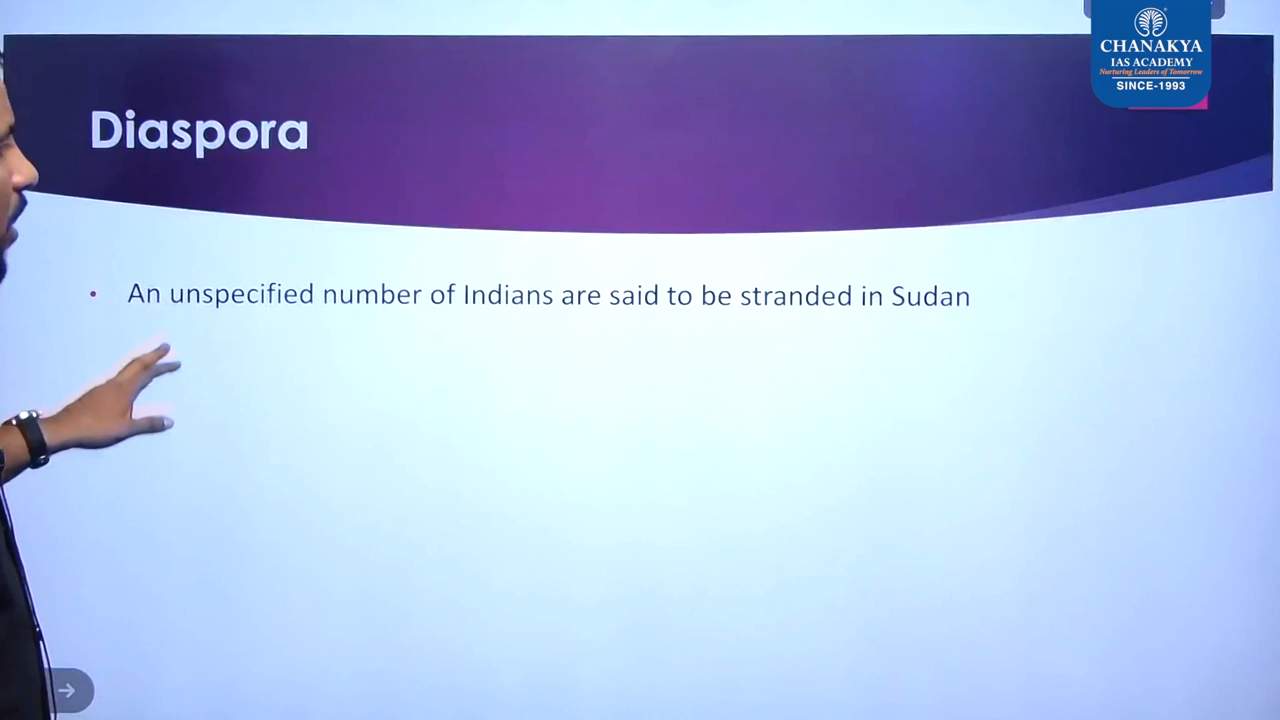 CHANAKYA
IAS ACADEMY
Nurturing Leaders of Tomorrow
SINCE-1993
Diaspora
• An unspecified number of Indians are said to be stranded in Sudan